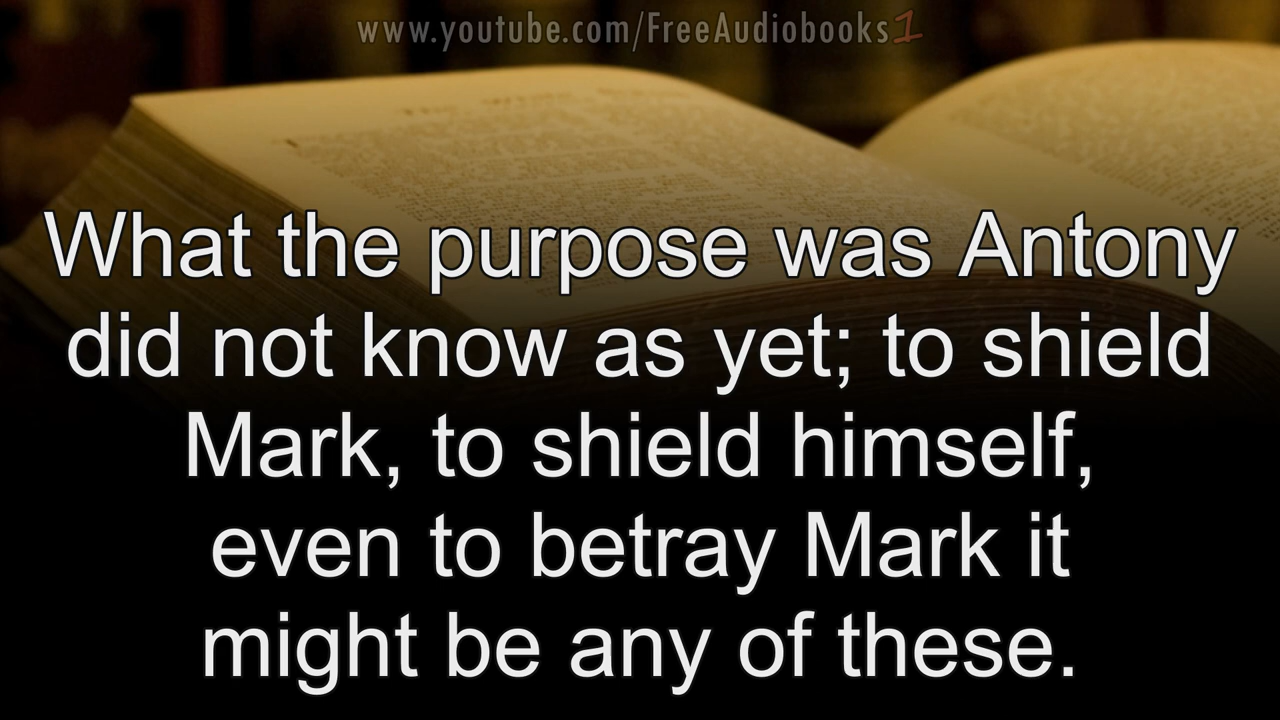 www.youtube.com/FreeAudiobooks1
What the purpose was Antony
did not know as yet; to shield
Mark, to shield himself,
even to betray Mark it
might be any of these.